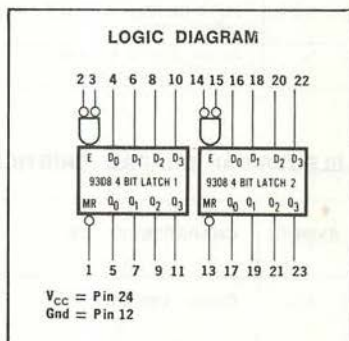 LOGIC DIAGRAM
2 3 4 6 8 10 14 15 16 18 20 22
E D0 D1 D2 D3 E D0 D1 D2 D3
9308 4 BIT LATCH 1 9308 4 BIT LATCH 2
MR Q0 Q1 Q2 Q3 MR Q0 Q1 Q2 Q3
1 5 7 9 11 13 17 19 21 23
VCC = Pin 24
Gnd = Pin 12